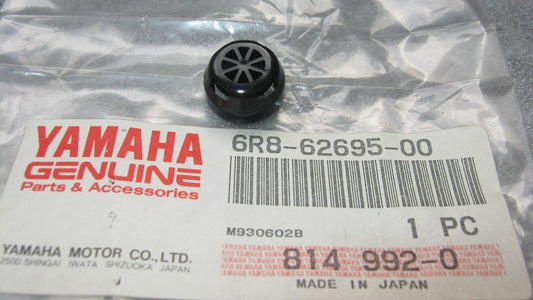 YAMAHA
GENUINE
Parts & Accessories
6R8-62695-00
9
M930602B
1 PC
YAMAHA MOTOR CO., LTD.
2500 SHINGAI IWATA SHIZUOKA JAPAN
814 992-0
MADE IN JAPAN